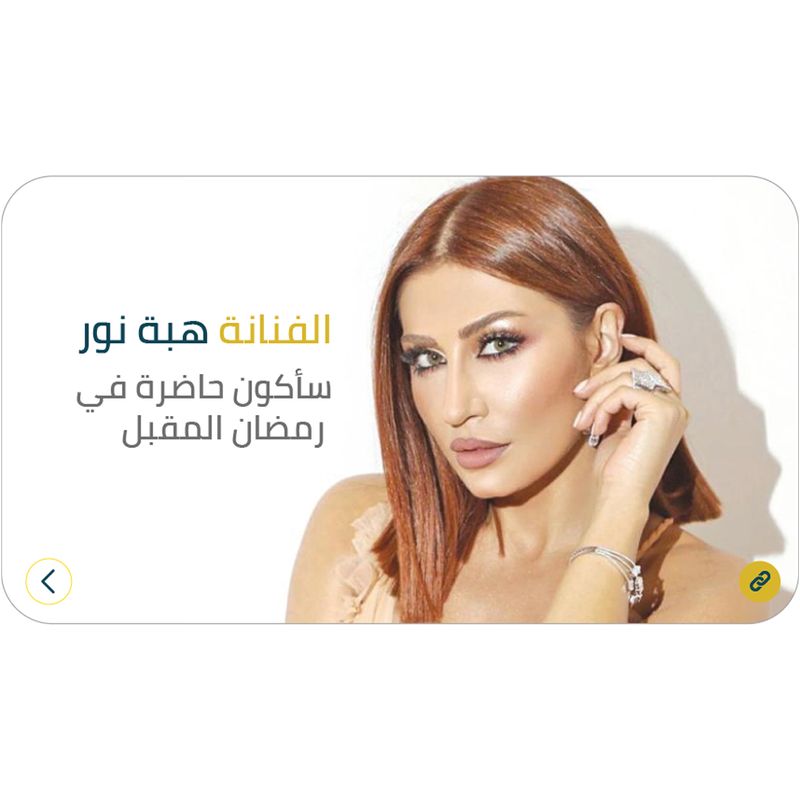 الفنانة هبة نور
سأكون حاضرة في
رمضان المقبل